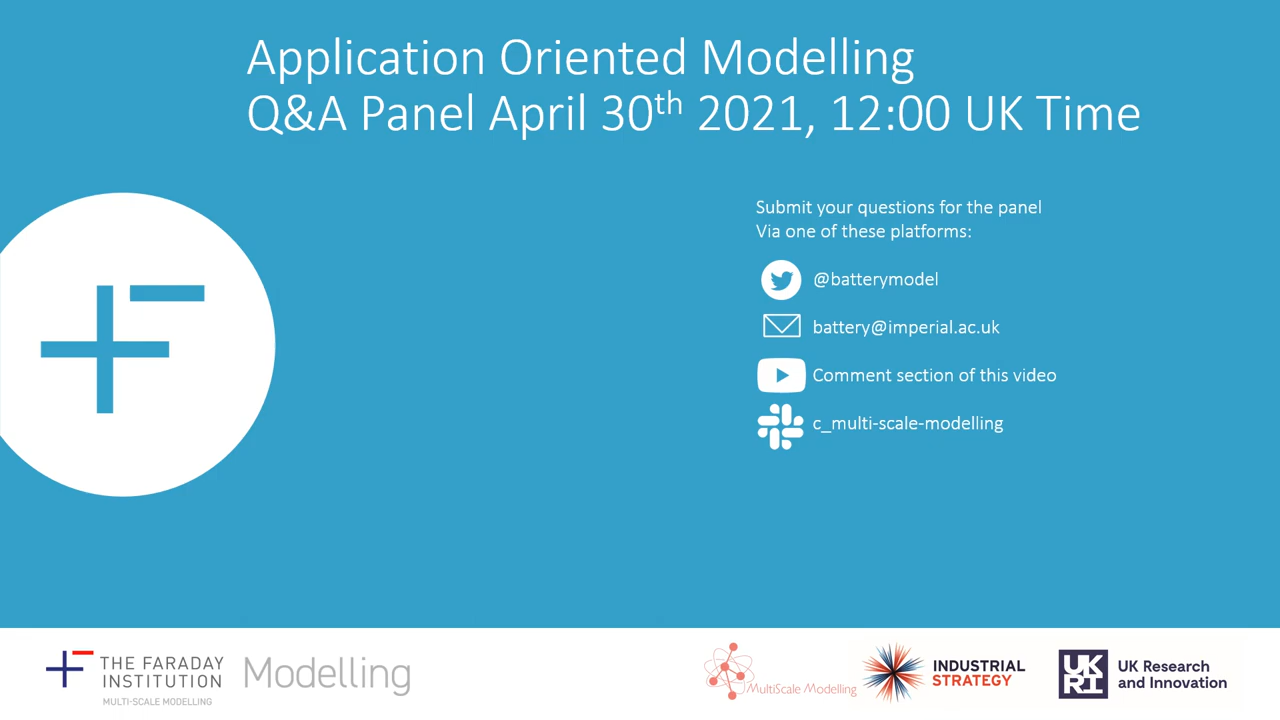 Application Oriented Modelling
Q&A Panel April 30th 2021, 12:00 UK Time
Submit your questions for the panel
Via one of these platforms:
@batterymodel
battery@imperial.ac.uk
Comment section of this video
c_multi-scale-modelling
THE FARADAY
INSTITUTION
MULTI-SCALE MODELLING
Modelling
MultiScale Modelling
INDUSTRIAL
STRATEGY
UK
RI
UK Research
and Innovation